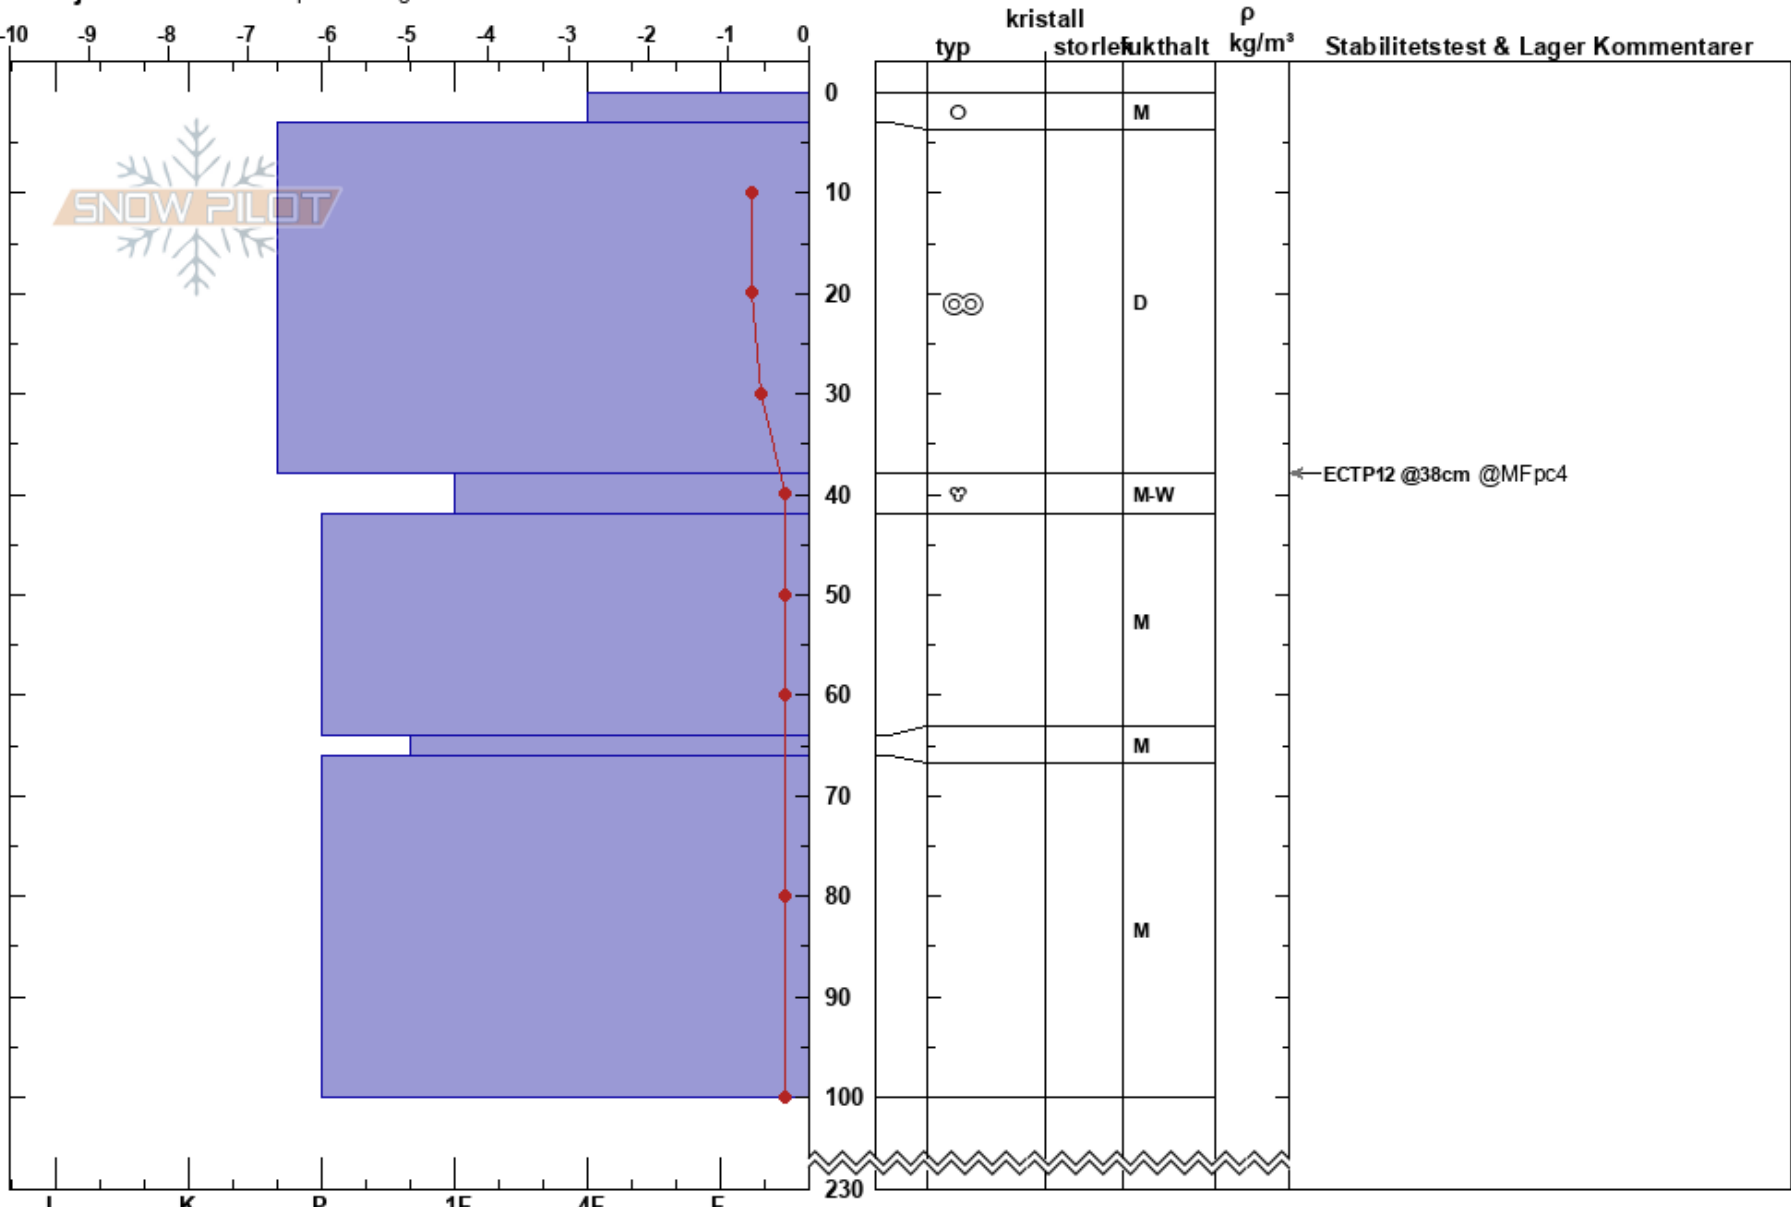 kristall ρ
-10 -9 -8 -7 -6 -5 -4 -3 -2 -1 0 typ storlek fukthalt kg/m³ Stabilitetstest & Lager Kommentarer
0
M
SNOW PILOT
10
20
D
30
ECTP12 @38cm @MFpc4
40 M-W
50
M
60
M
70
80
M
90
100
230
I K P 1F 4F F